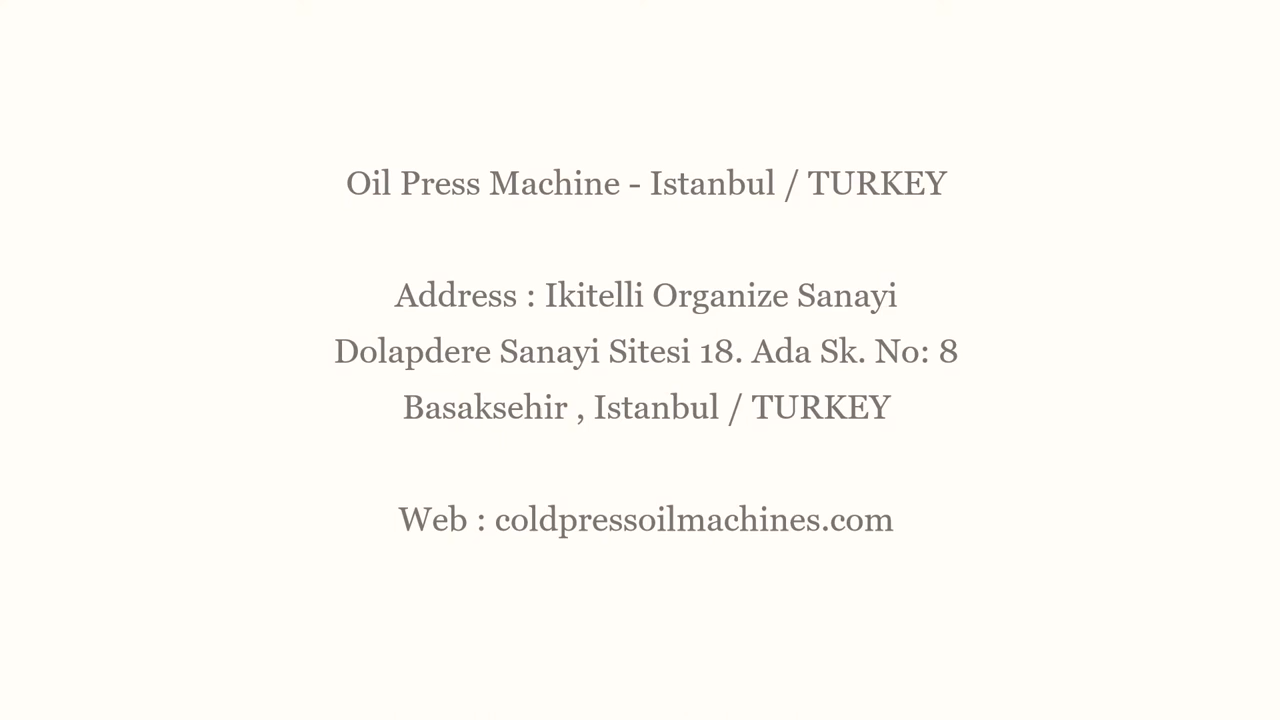 Oil Press Machine - Istanbul / TURKEY
Address : Ikitelli Organize Sanayi
Dolapdere Sanayi Sitesi 18. Ada Sk. No: 8
Basaksehir , Istanbul / TURKEY
Web : coldpressoilmachines.com